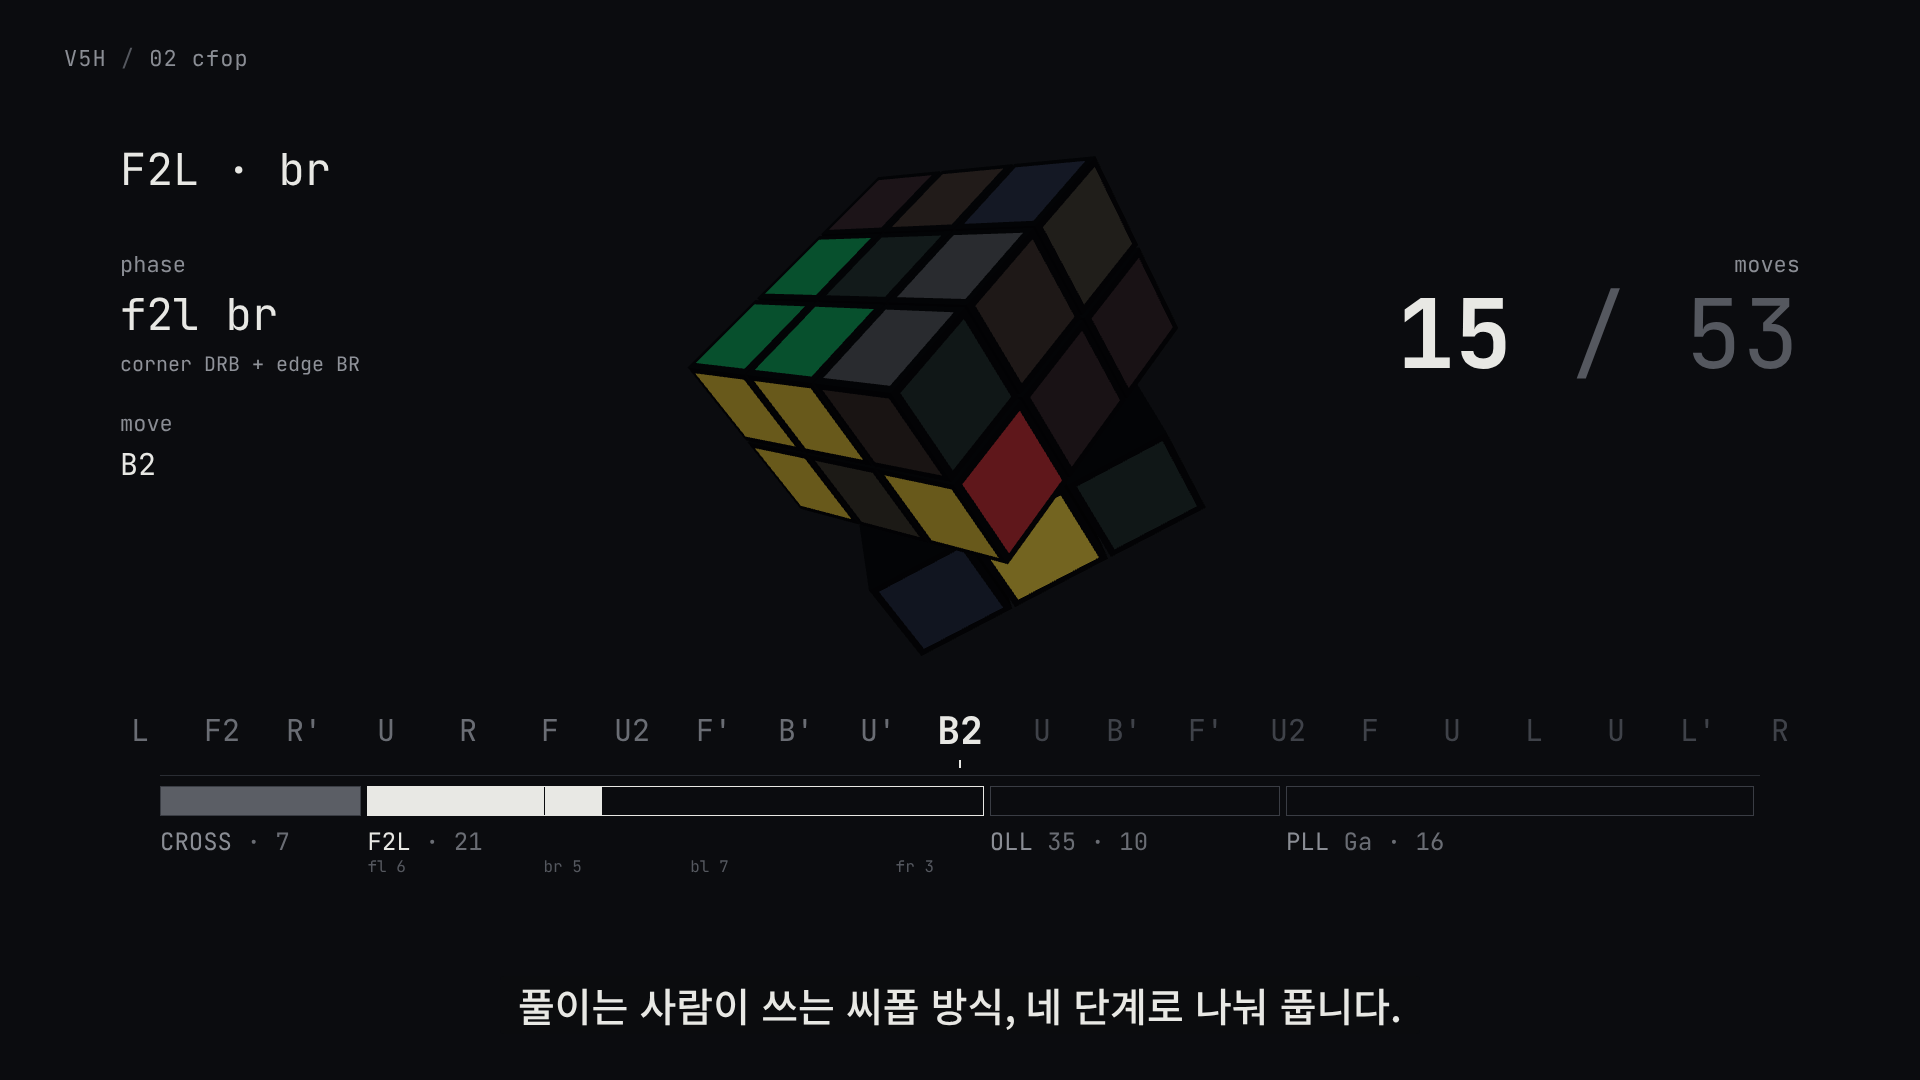 V5H / 02 cfop
F2L · br
phase
f2l br
corner DRB + edge BR
move
B2
moves
15 / 53
L F2 R' U R F U2 F' B' U' B2 U B' F' U2 F U L U L' R
CROSS · 7 F2L · 21 OLL 35 · 10 PLL Ga · 16
fl 6 br 5 bl 7 fr 3
풀이는 사람이 쓰는 씨폽 방식, 네 단계로 나눠 풉니다.